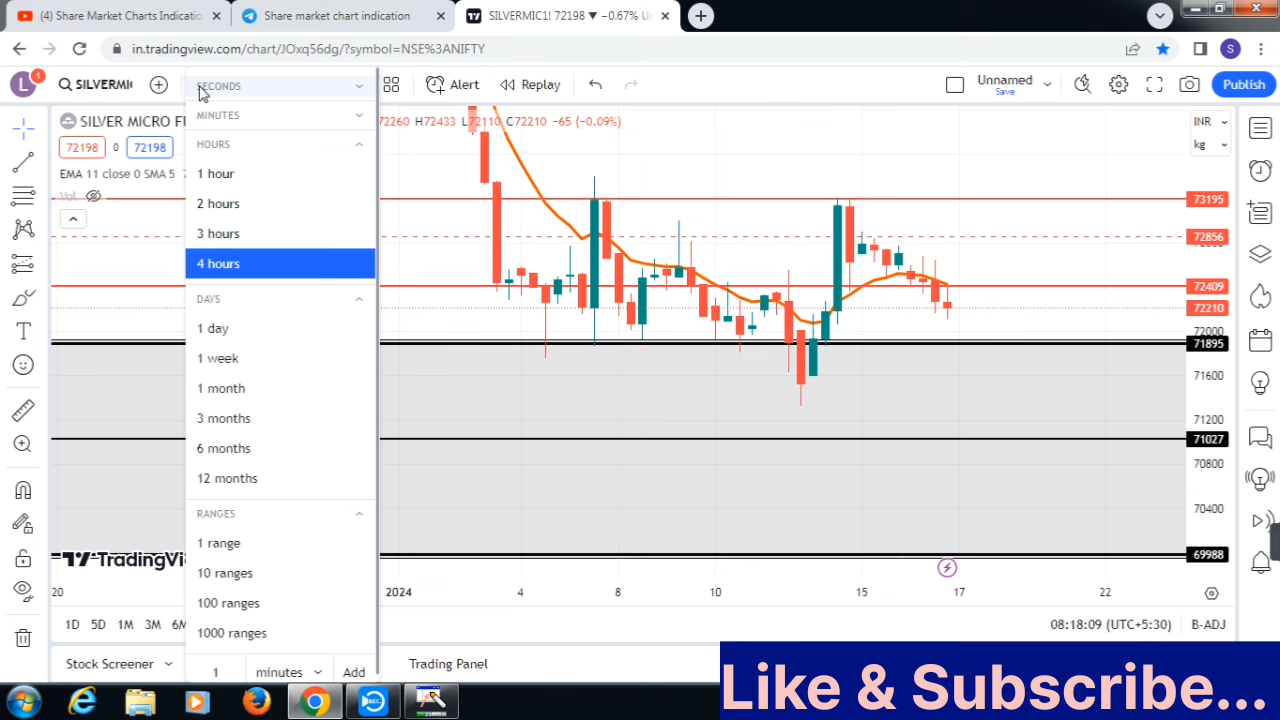 (4) Share Market Charts Indicatio
Share market chart indication
SILVERMIC1! 72198 ▼ −0.67% U
in.tradingview.com/chart/JOxq56dg/?symbol=NSE%3ANIFTY
S
L
1
SILVERMIC
SECONDS
Alert
Replay
Unnamed
Save
Publish
SILVER MICRO FU
72260 H72433 L72110 C72210 −65 (−0.09%)
INR
kg
MINUTES
HOURS
72198 0 72198
EMA 11 close 0 SMA 5
Vol
1 hour
2 hours
3 hours
4 hours
DAYS
1 day
1 week
1 month
3 months
6 months
12 months
RANGES
1 range
10 ranges
100 ranges
1000 ranges
1 minutes Add
73195
72856
72409
72210
72000
71895
71600
71200
71027
70800
70400
69988
TradingVi
20 2024 4 8 10 15 17 22
1D 5D 1M 3M 6M
08:18:09 (UTC+5:30) B-ADJ
Stock Screener
Trading Panel
REC
Like & Subscribe...